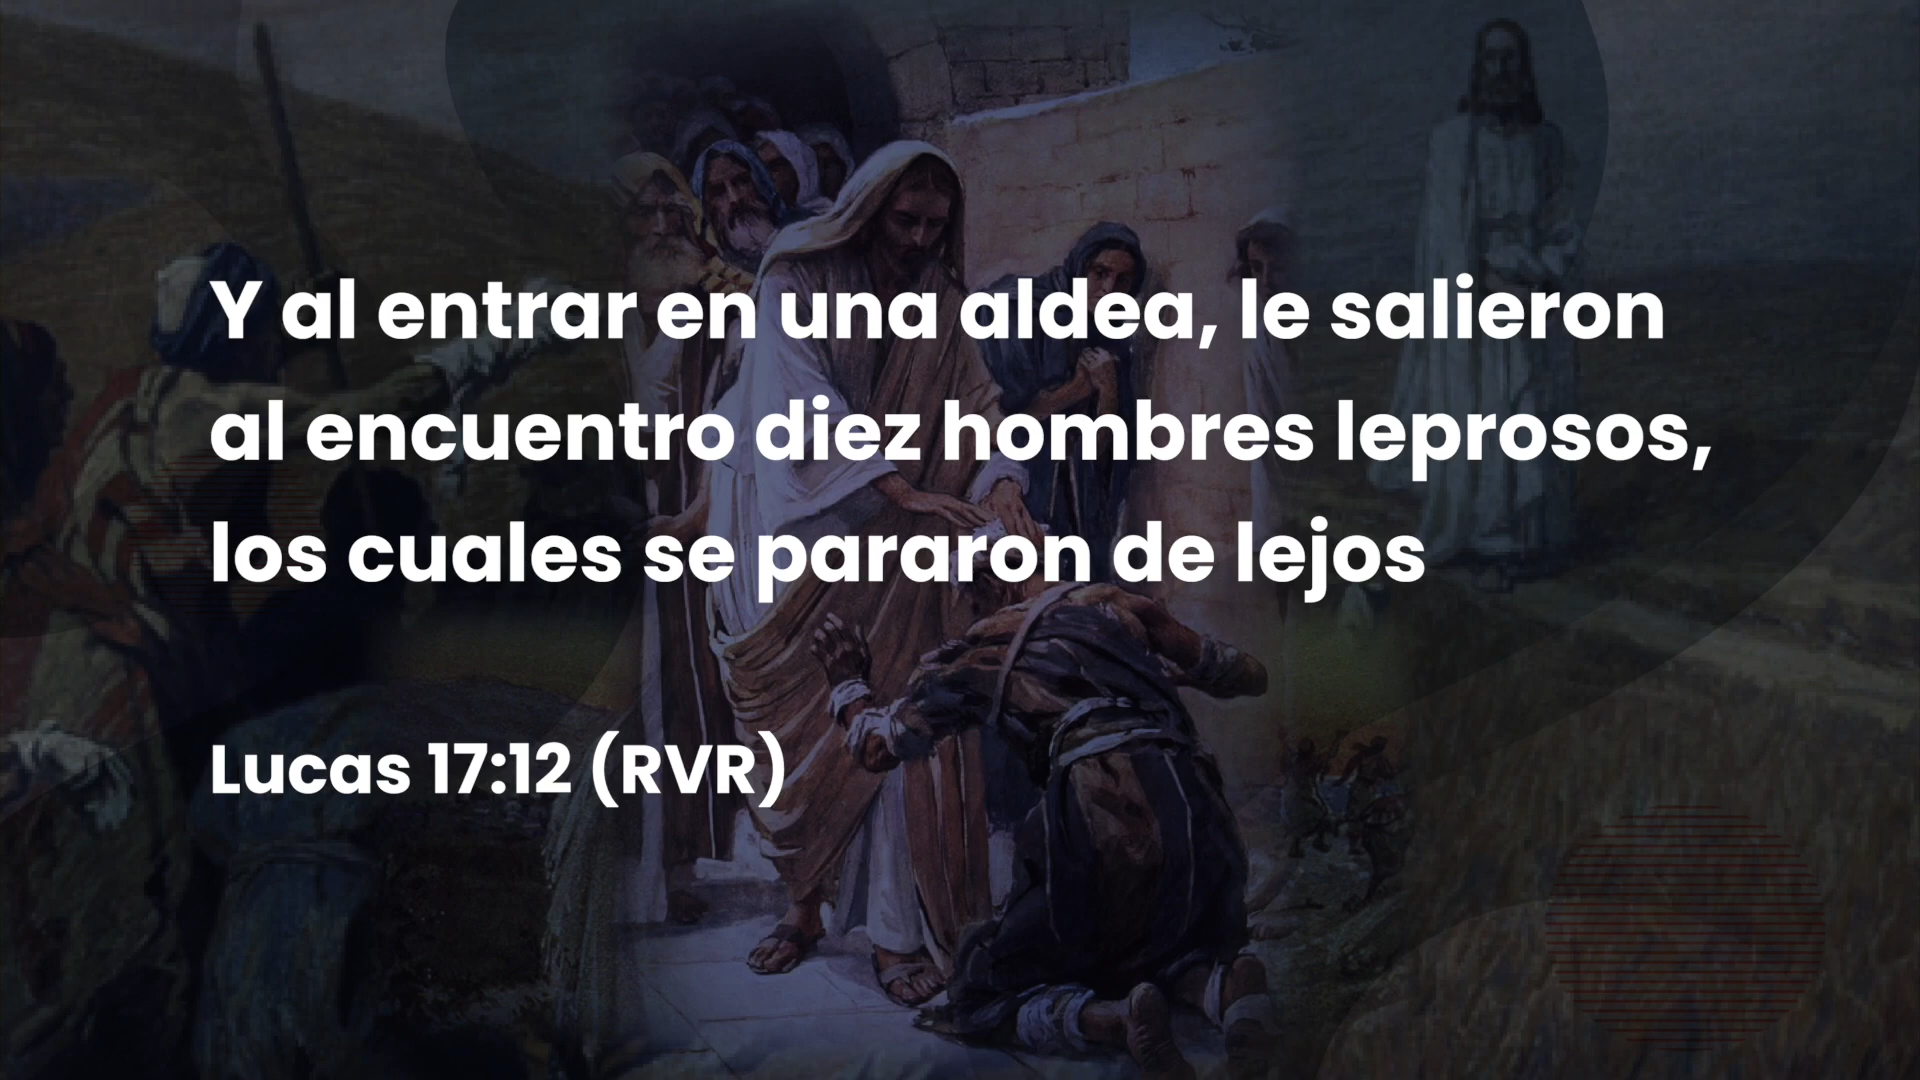 Y al entrar en una aldea, le salieron
al encuentro diez hombres leprosos,
los cuales se pararon de lejos
Lucas 17:12 (RVR)